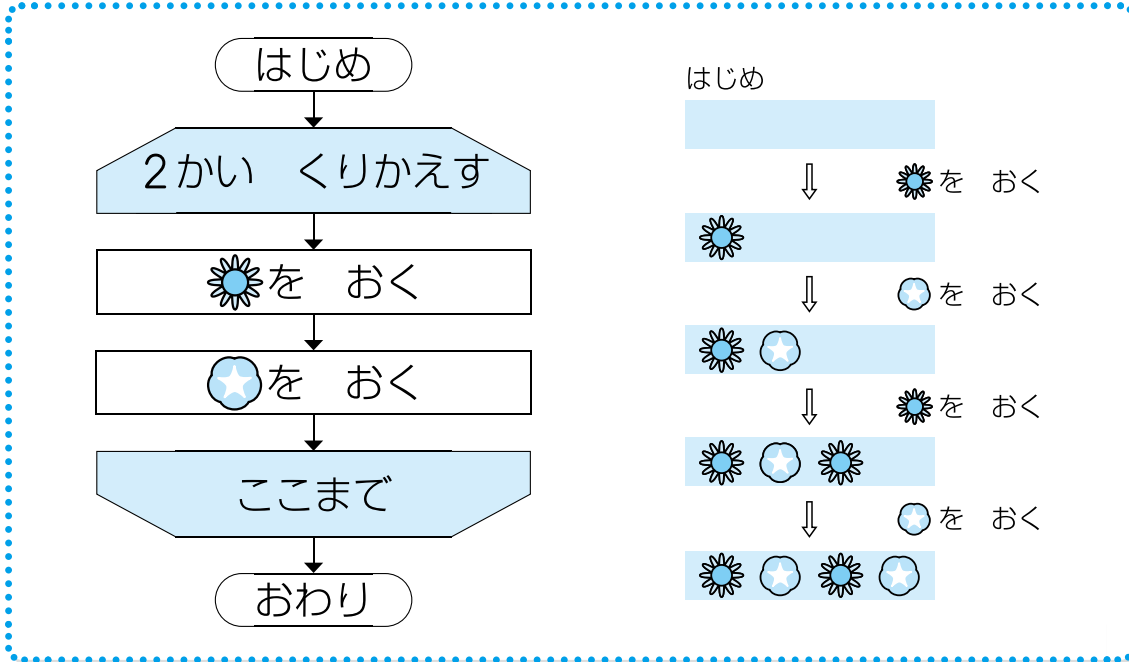 はじめ
2かい　くりかえす
を　おく
を　おく
ここまで
おわり
はじめ
を　おく
を　おく
を　おく
を　おく